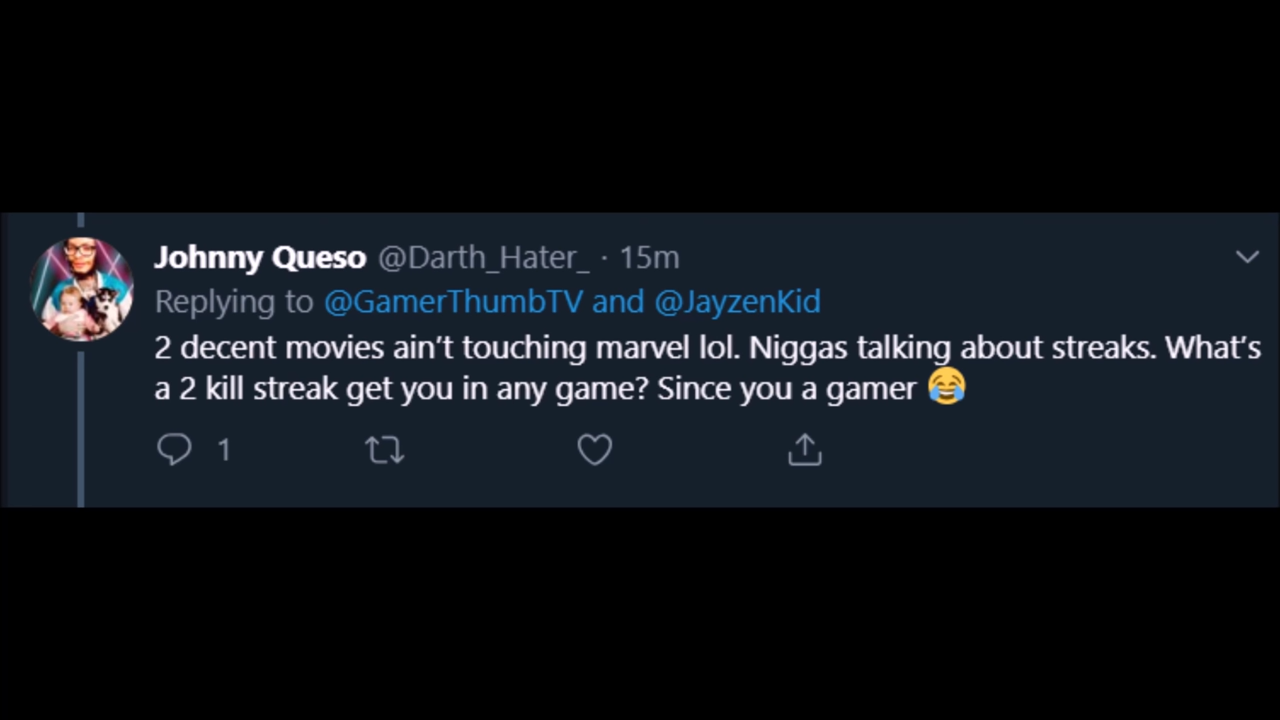 Johnny Queso @Darth_Hater_ · 15m
Replying to @GamerThumbTV and @JayzenKid
2 decent movies ain't touching marvel lol. Niggas talking about streaks. What's
a 2 kill streak get you in any game? Since you a gamer 😂
1